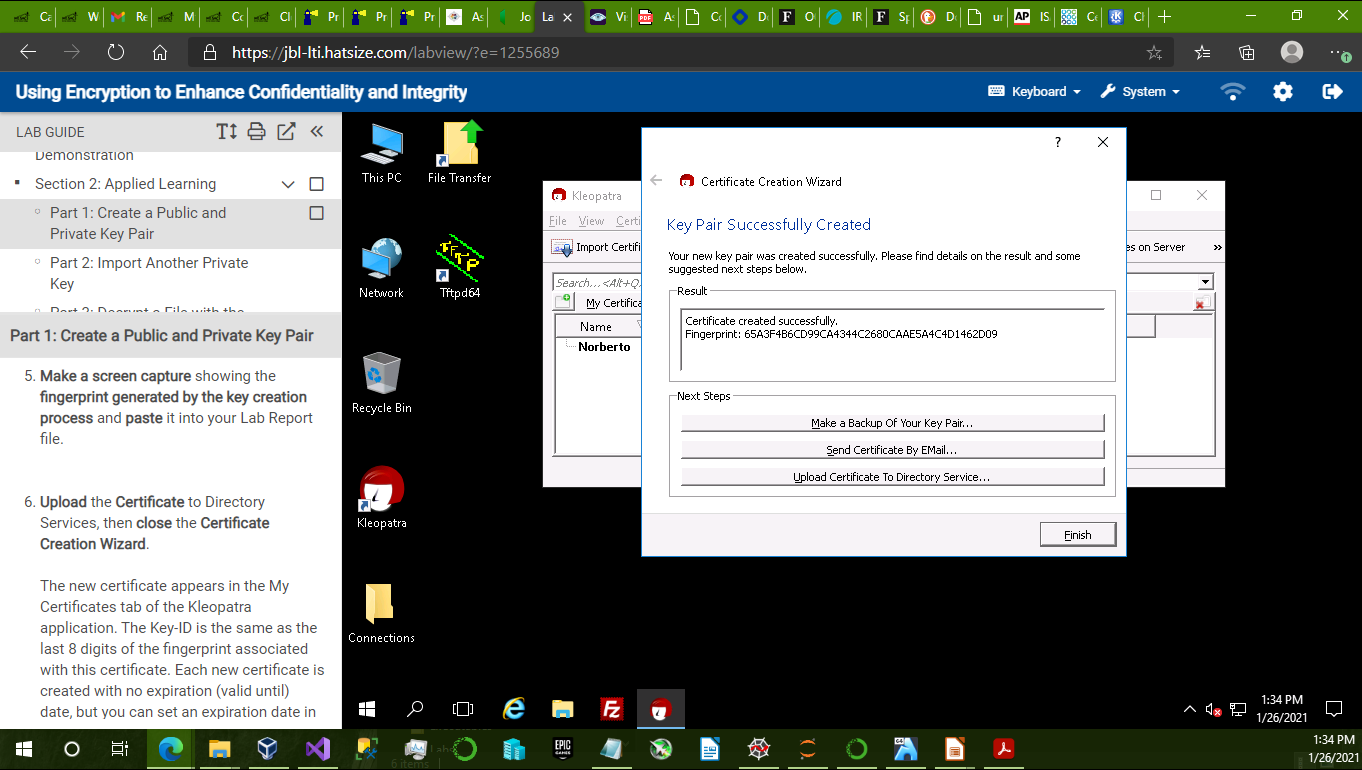 Ca
W
Re
M
Co
Cl
Pr
Pr
Pr
As
Jo
La
Vi
As
Co
D
O
IR
Sp
D
ur
AP
IS
Co
Cl
https://jbl-lti.hatsize.com/labview/?e=1255689
Using Encryption to Enhance Confidentiality and Integrity
Keyboard
System
LAB GUIDE
Demonstration
Section 2: Applied Learning
Part 1: Create a Public and
Private Key Pair
Part 2: Import Another Private
Key
Part 1: Create a Public and Private Key Pair
5. Make a screen capture showing the
fingerprint generated by the key creation
process and paste it into your Lab Report
file.
6. Upload the Certificate to Directory
Services, then close the Certificate
Creation Wizard.
The new certificate appears in the My
Certificates tab of the Kleopatra
application. The Key-ID is the same as the
last 8 digits of the fingerprint associated
with this certificate. Each new certificate is
created with no expiration (valid until)
date, but you can set an expiration date in
This PC
File Transfer
Network
TFTP
Tftpd64
Recycle Bin
Kleopatra
Connections
Kleopatra
File View Certi
Import Certifi
es on Server
»
Search...<Alt+Q
My Certifica
Name
Norberto
?
Certificate Creation Wizard
Key Pair Successfully Created
Your new key pair was created successfully. Please find details on the result and some
suggested next steps below.
Result
Certificate created successfully.
Fingerprint: 65A3F4B6CD99CA4344C2680CAAE5A4C4D1462D09
Next Steps
Make a Backup Of Your Key Pair...
Send Certificate By EMail...
Upload Certificate To Directory Service...
Finish
1:34 PM
1/26/2021
EPIC
GAMES
6 items
1:34 PM
1/26/2021